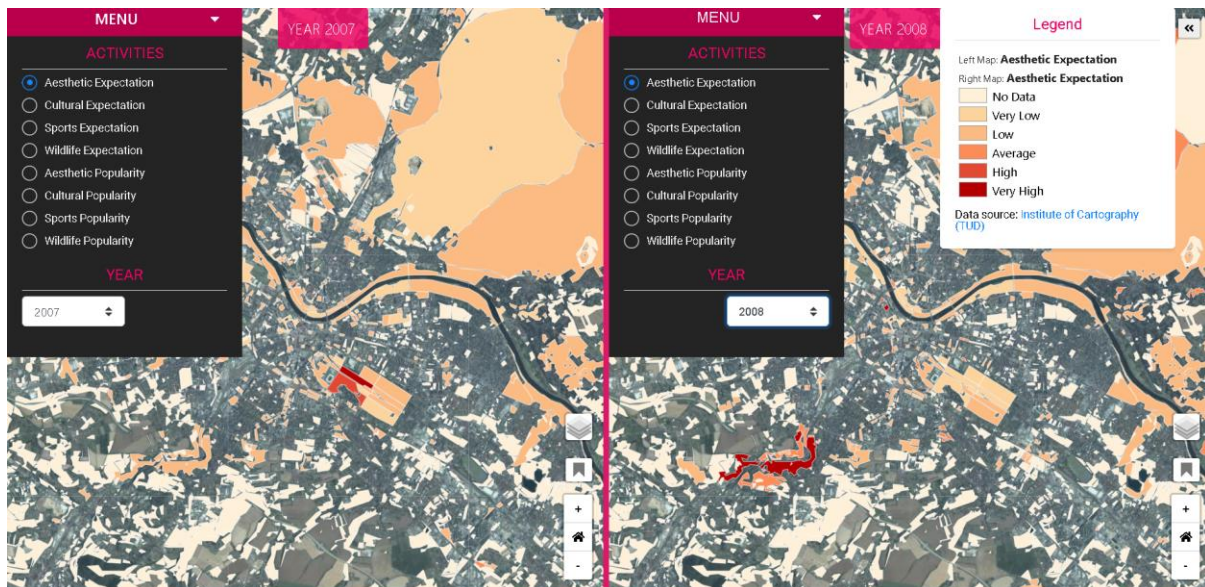 MENU
YEAR 2007
ACTIVITIES
Aesthetic Expectation
Cultural Expectation
Sports Expectation
Wildlife Expectation
Aesthetic Popularity
Cultural Popularity
Sports Popularity
Wildlife Popularity
YEAR
2007
+
-
MENU
YEAR 2008
ACTIVITIES
Aesthetic Expectation
Cultural Expectation
Sports Expectation
Wildlife Expectation
Aesthetic Popularity
Cultural Popularity
Sports Popularity
Wildlife Popularity
YEAR
2008
Legend
«
Left Map: Aesthetic Expectation
Right Map: Aesthetic Expectation
No Data
Very Low
Low
Average
High
Very High
Data source: Institute of Cartography
(TUD)
+
-